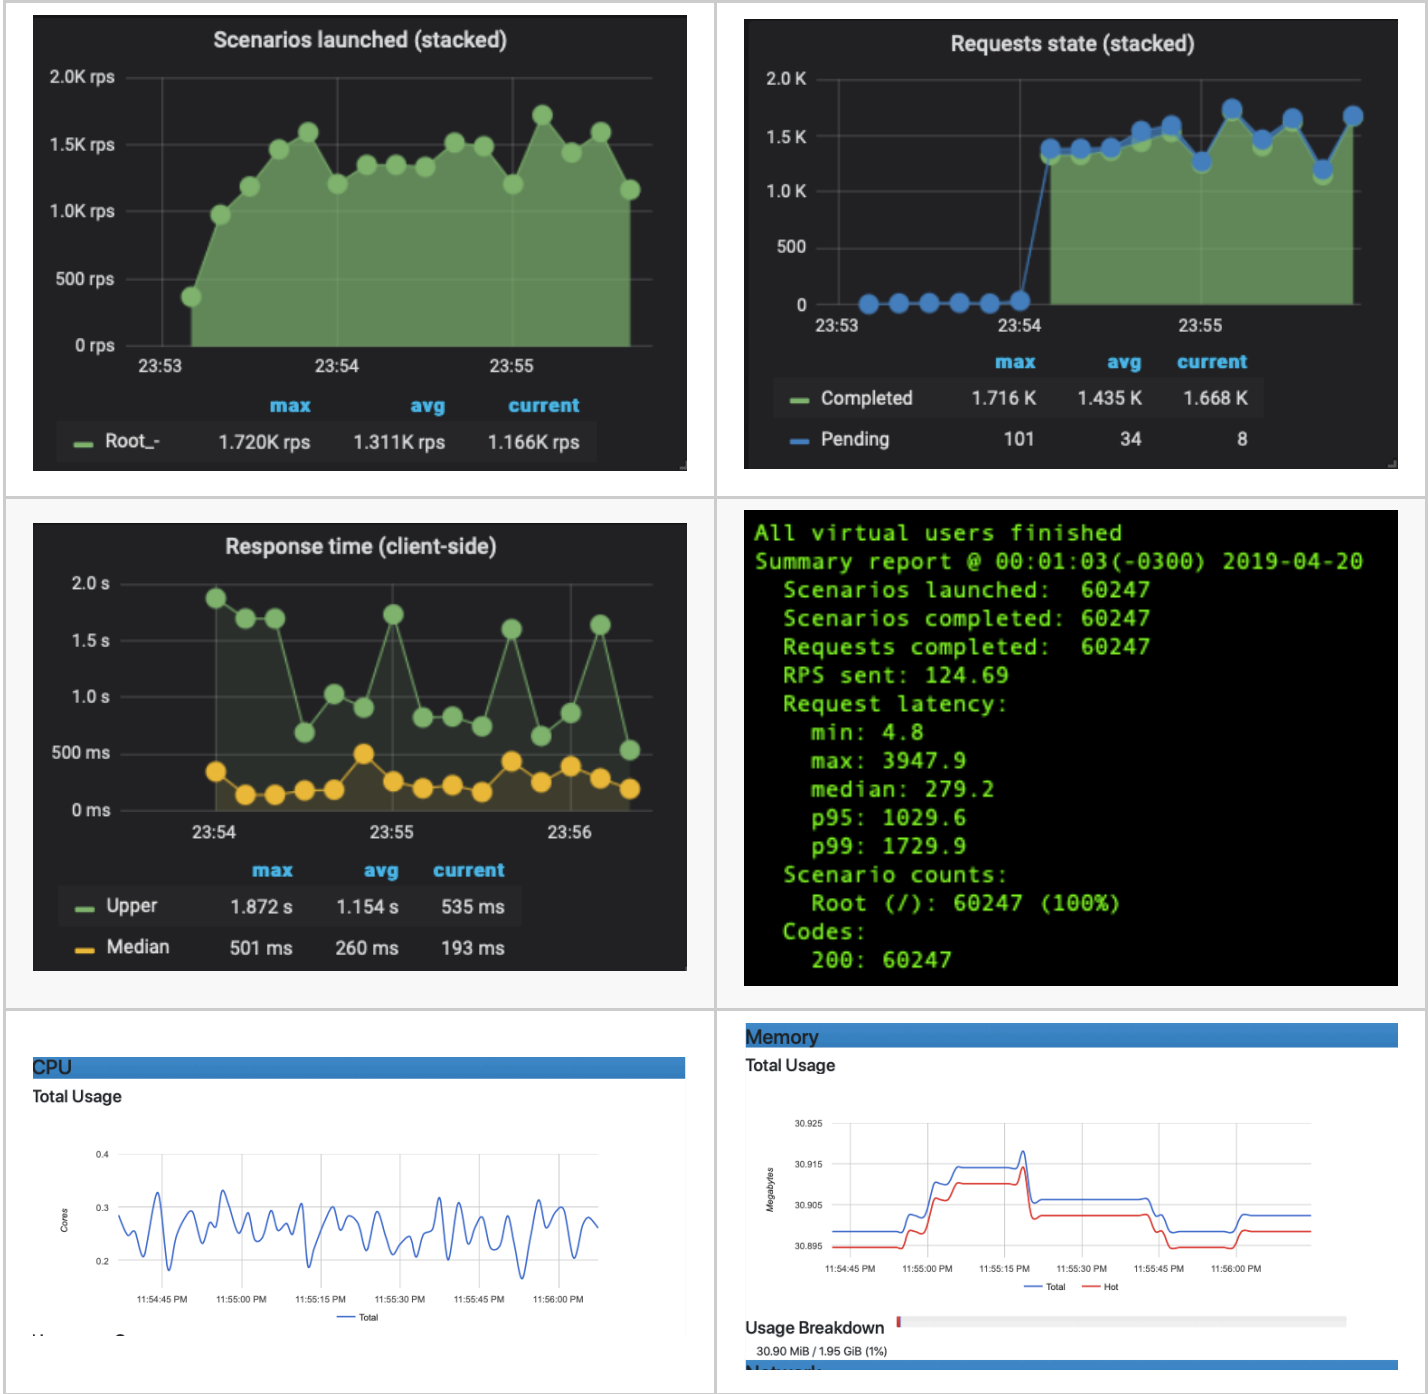 Scenarios launched (stacked)
2.0K rps
1.5K rps
1.0K rps
500 rps
0 rps
23:53 23:54 23:55
max avg current
Root_- 1.720K rps 1.311K rps 1.166K rps
Requests state (stacked)
2.0 K
1.5 K
1.0 K
500
0
23:53 23:54 23:55
max avg current
Completed 1.716 K 1.435 K 1.668 K
Pending 101 34 8
Response time (client-side)
2.0 s
1.5 s
1.0 s
500 ms
0 ms
23:54 23:55 23:56
max avg current
Upper 1.872 s 1.154 s 535 ms
Median 501 ms 260 ms 193 ms
All virtual users finished
Summary report @ 00:01:03(-0300) 2019-04-20
Scenarios launched: 60247
Scenarios completed: 60247
Requests completed: 60247
RPS sent: 124.69
Request latency:
min: 4.8
max: 3947.9
median: 279.2
p95: 1029.6
p99: 1729.9
Scenario counts:
Root (/): 60247 (100%)
Codes:
200: 60247
CPU
Total Usage
0.4
0.3
0.2
Cores
11:54:45 PM 11:55:00 PM 11:55:15 PM 11:55:30 PM 11:55:45 PM 11:56:00 PM
Total
Memory
Total Usage
30.925
30.915
30.905
30.895
Megabytes
11:54:45 PM 11:55:00 PM 11:55:15 PM 11:55:30 PM 11:55:45 PM 11:56:00 PM
Total Hot
Usage Breakdown
30.90 MiB / 1.95 GiB (1%)